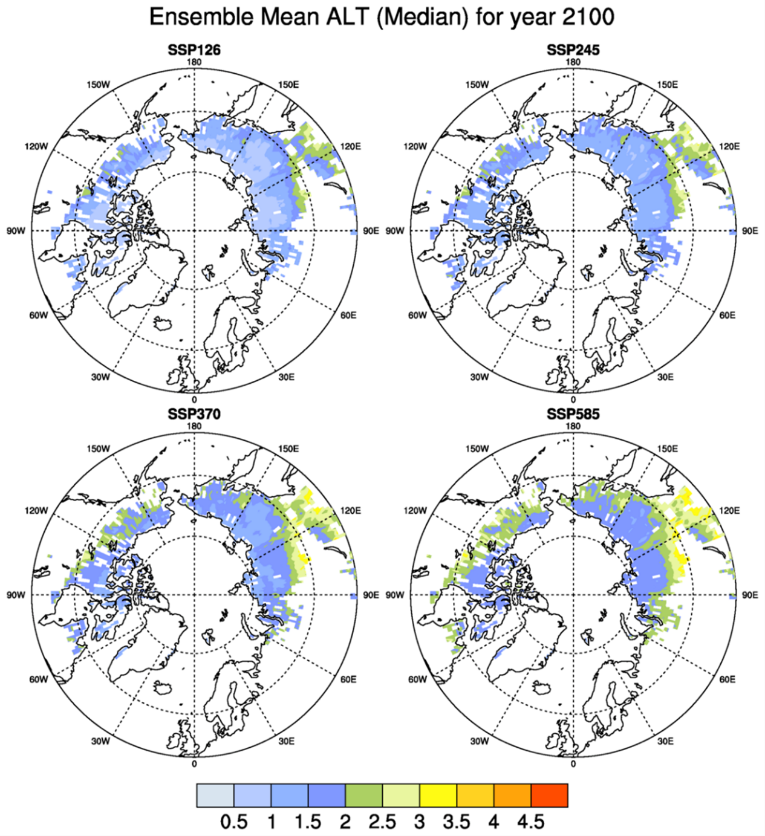 Ensemble Mean ALT (Median) for year 2100
SSP126 SSP245
180 180
150W 150E 150W 150E
120W 120E 120W 120E
90W 90E 90W 90E
60W 60E 60W 60E
30W 30E 30W 30E
0 0
SSP370 SSP585
180 180
150W 150E 150W 150E
120W 120E 120W 120E
90W 90E 90W 90E
60W 60E 60W 60E
30W 30E 30W 30E
0 0
0.5 1 1.5 2 2.5 3 3.5 4 4.5